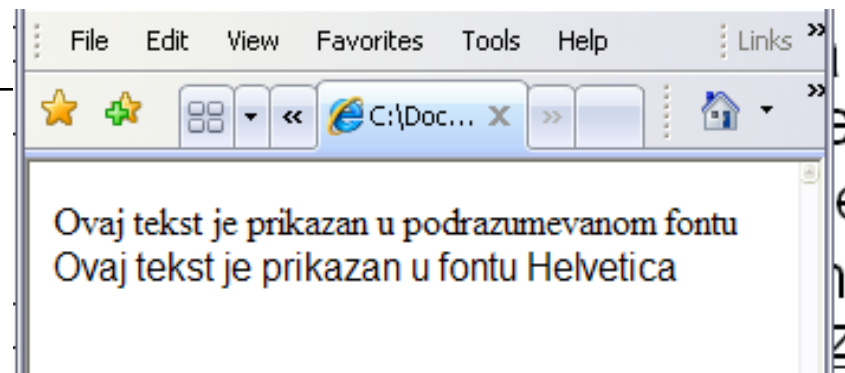 File Edit View Favorites Tools Help Links »
« C:\Doc... X » »
Ovaj tekst je prikazan u podrazumevanom fontu
Ovaj tekst je prikazan u fontu Helvetica